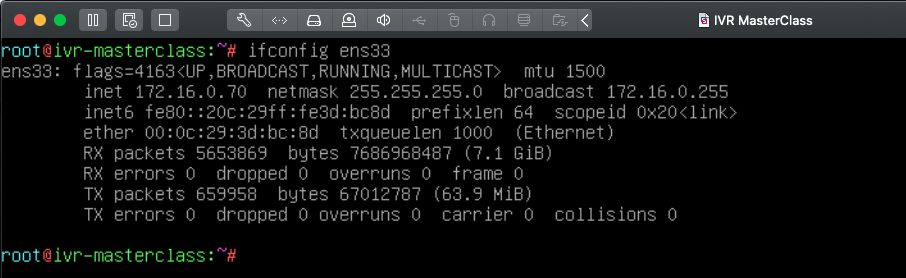 IVR MasterClass
root@ivr-masterclass:~# ifconfig ens33
ens33: flags=4163<UP,BROADCAST,RUNNING,MULTICAST>  mtu 1500
        inet 172.16.0.70  netmask 255.255.255.0  broadcast 172.16.0.255
        inet6 fe80::20c:29ff:fe3d:bc8d  prefixlen 64  scopeid 0x20<link>
        ether 00:0c:29:3d:bc:8d  txqueuelen 1000  (Ethernet)
        RX packets 5653869  bytes 7686968487 (7.1 GiB)
        RX errors 0  dropped 0  overruns 0  frame 0
        TX packets 659958  bytes 67012787 (63.9 MiB)
        TX errors 0  dropped 0 overruns 0  carrier 0  collisions 0
root@ivr-masterclass:~#